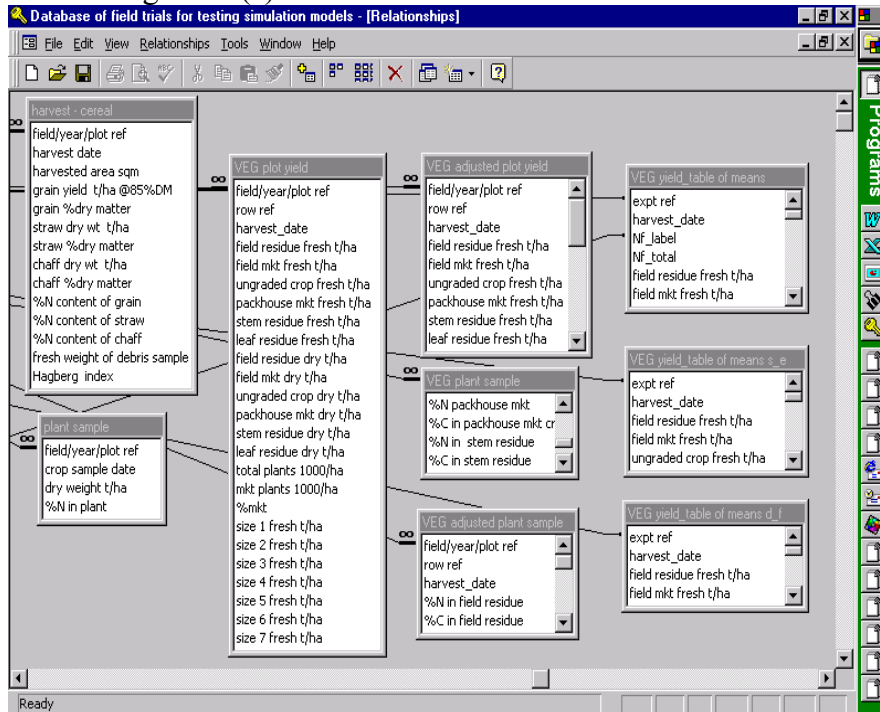 Database of field trials for testing simulation models - [Relationships]
File Edit View Relationships Tools Window Help
harvest - cereal
field/year/plot ref
harvest date
harvested area sqm
grain yield t/ha @85%DM
grain %dry matter
straw dry wt t/ha
straw %dry matter
chaff dry wt t/ha
chaff %dry matter
%N content of grain
%N content of straw
%N content of chaff
fresh weight of debris sample
Hagberg index
plant sample
field/year/plot ref
crop sample date
dry weight t/ha
%N in plant
VEG plot yield
field/year/plot ref
row ref
harvest_date
field residue fresh t/ha
field mkt fresh t/ha
ungraded crop fresh t/ha
packhouse mkt fresh t/ha
stem residue fresh t/ha
leaf residue fresh t/ha
field residue dry t/ha
field mkt dry t/ha
ungraded crop dry t/ha
packhouse mkt dry t/ha
stem residue dry t/ha
leaf residue dry t/ha
total plants 1000/ha
mkt plants 1000/ha
%mkt
size 1 fresh t/ha
size 2 fresh t/ha
size 3 fresh t/ha
size 4 fresh t/ha
size 5 fresh t/ha
size 6 fresh t/ha
size 7 fresh t/ha
VEG adjusted plot yield
field/year/plot ref
row ref
harvest_date
field residue fresh t/ha
field mkt fresh t/ha
ungraded crop fresh t/ha
packhouse mkt fresh t/ha
stem residue fresh t/ha
leaf residue fresh t/ha
VEG plant sample
%N packhouse mkt
%C in packhouse mkt cr
%N in stem residue
%C in stem residue
VEG adjusted plant sample
field/year/plot ref
row ref
harvest_date
%N in field residue
%C in field residue
VEG yield_table of means
expt ref
harvest_date
Nf_label
Nf_total
field residue fresh t/ha
field mkt fresh t/ha
VEG yield_table of means s_e
expt ref
harvest_date
field residue fresh t/ha
field mkt fresh t/ha
ungraded crop fresh t/ha
VEG yield_table of means d_f
expt ref
harvest_date
field residue fresh t/ha
field mkt fresh t/ha
Programs
Ready